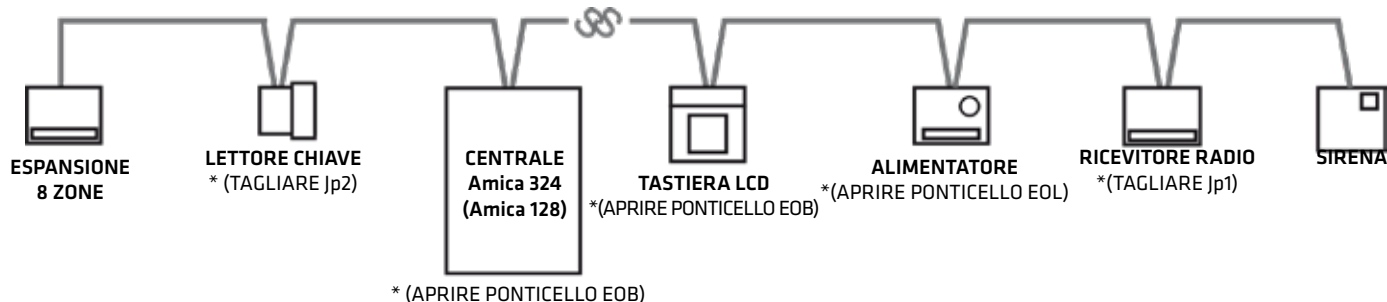 ESPANSIONE
8 ZONE
LETTORE CHIAVE
* (TAGLIARE Jp2)
CENTRALE
Amica 324
(Amica 128)
* (APRIRE PONTICELLO EOB)
TASTIERA LCD
*(APRIRE PONTICELLO EOB)
ALIMENTATORE
*(APRIRE PONTICELLO EOL)
RICEVITORE RADIO
*(TAGLIARE Jp1)
SIRENA